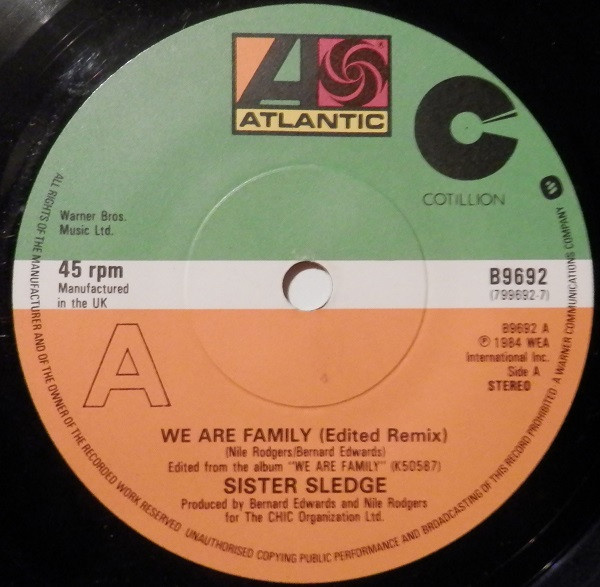 ATLANTIC
COTILLION
Warner Bros.
Music Ltd.
45 rpm
Manufactured
in the UK
B9692
(799692-7)
A
B9692 A
℗ 1984 WEA
International Inc.
Side A
STEREO
WE ARE FAMILY (Edited Remix)
(Nile Rodgers/Bernard Edwards)
Edited from the album "WE ARE FAMILY" (K50587)
SISTER SLEDGE
Produced by Bernard Edwards and Nile Rodgers
for The CHIC Organization Ltd.
ALL RIGHTS OF THE MANUFACTURER AND OF THE OWNER OF THE RECORDED WORK RESERVED UNAUTHORISED COPYING PUBLIC PERFORMANCE AND BROADCASTING OF THIS RECORD PROHIBITED A WARNER COMMUNICATIONS COMPANY